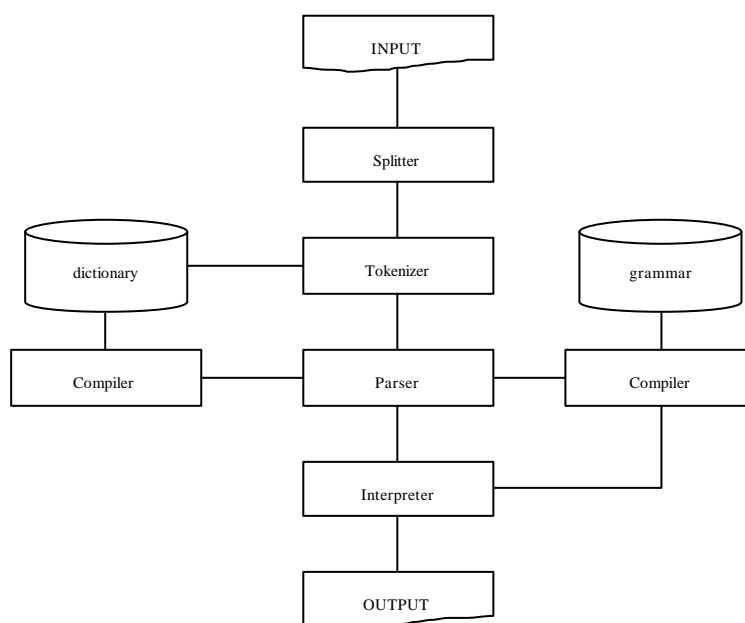 INPUT
Splitter
dictionary
Tokenizer
grammar
Compiler
Parser
Compiler
Interpreter
OUTPUT